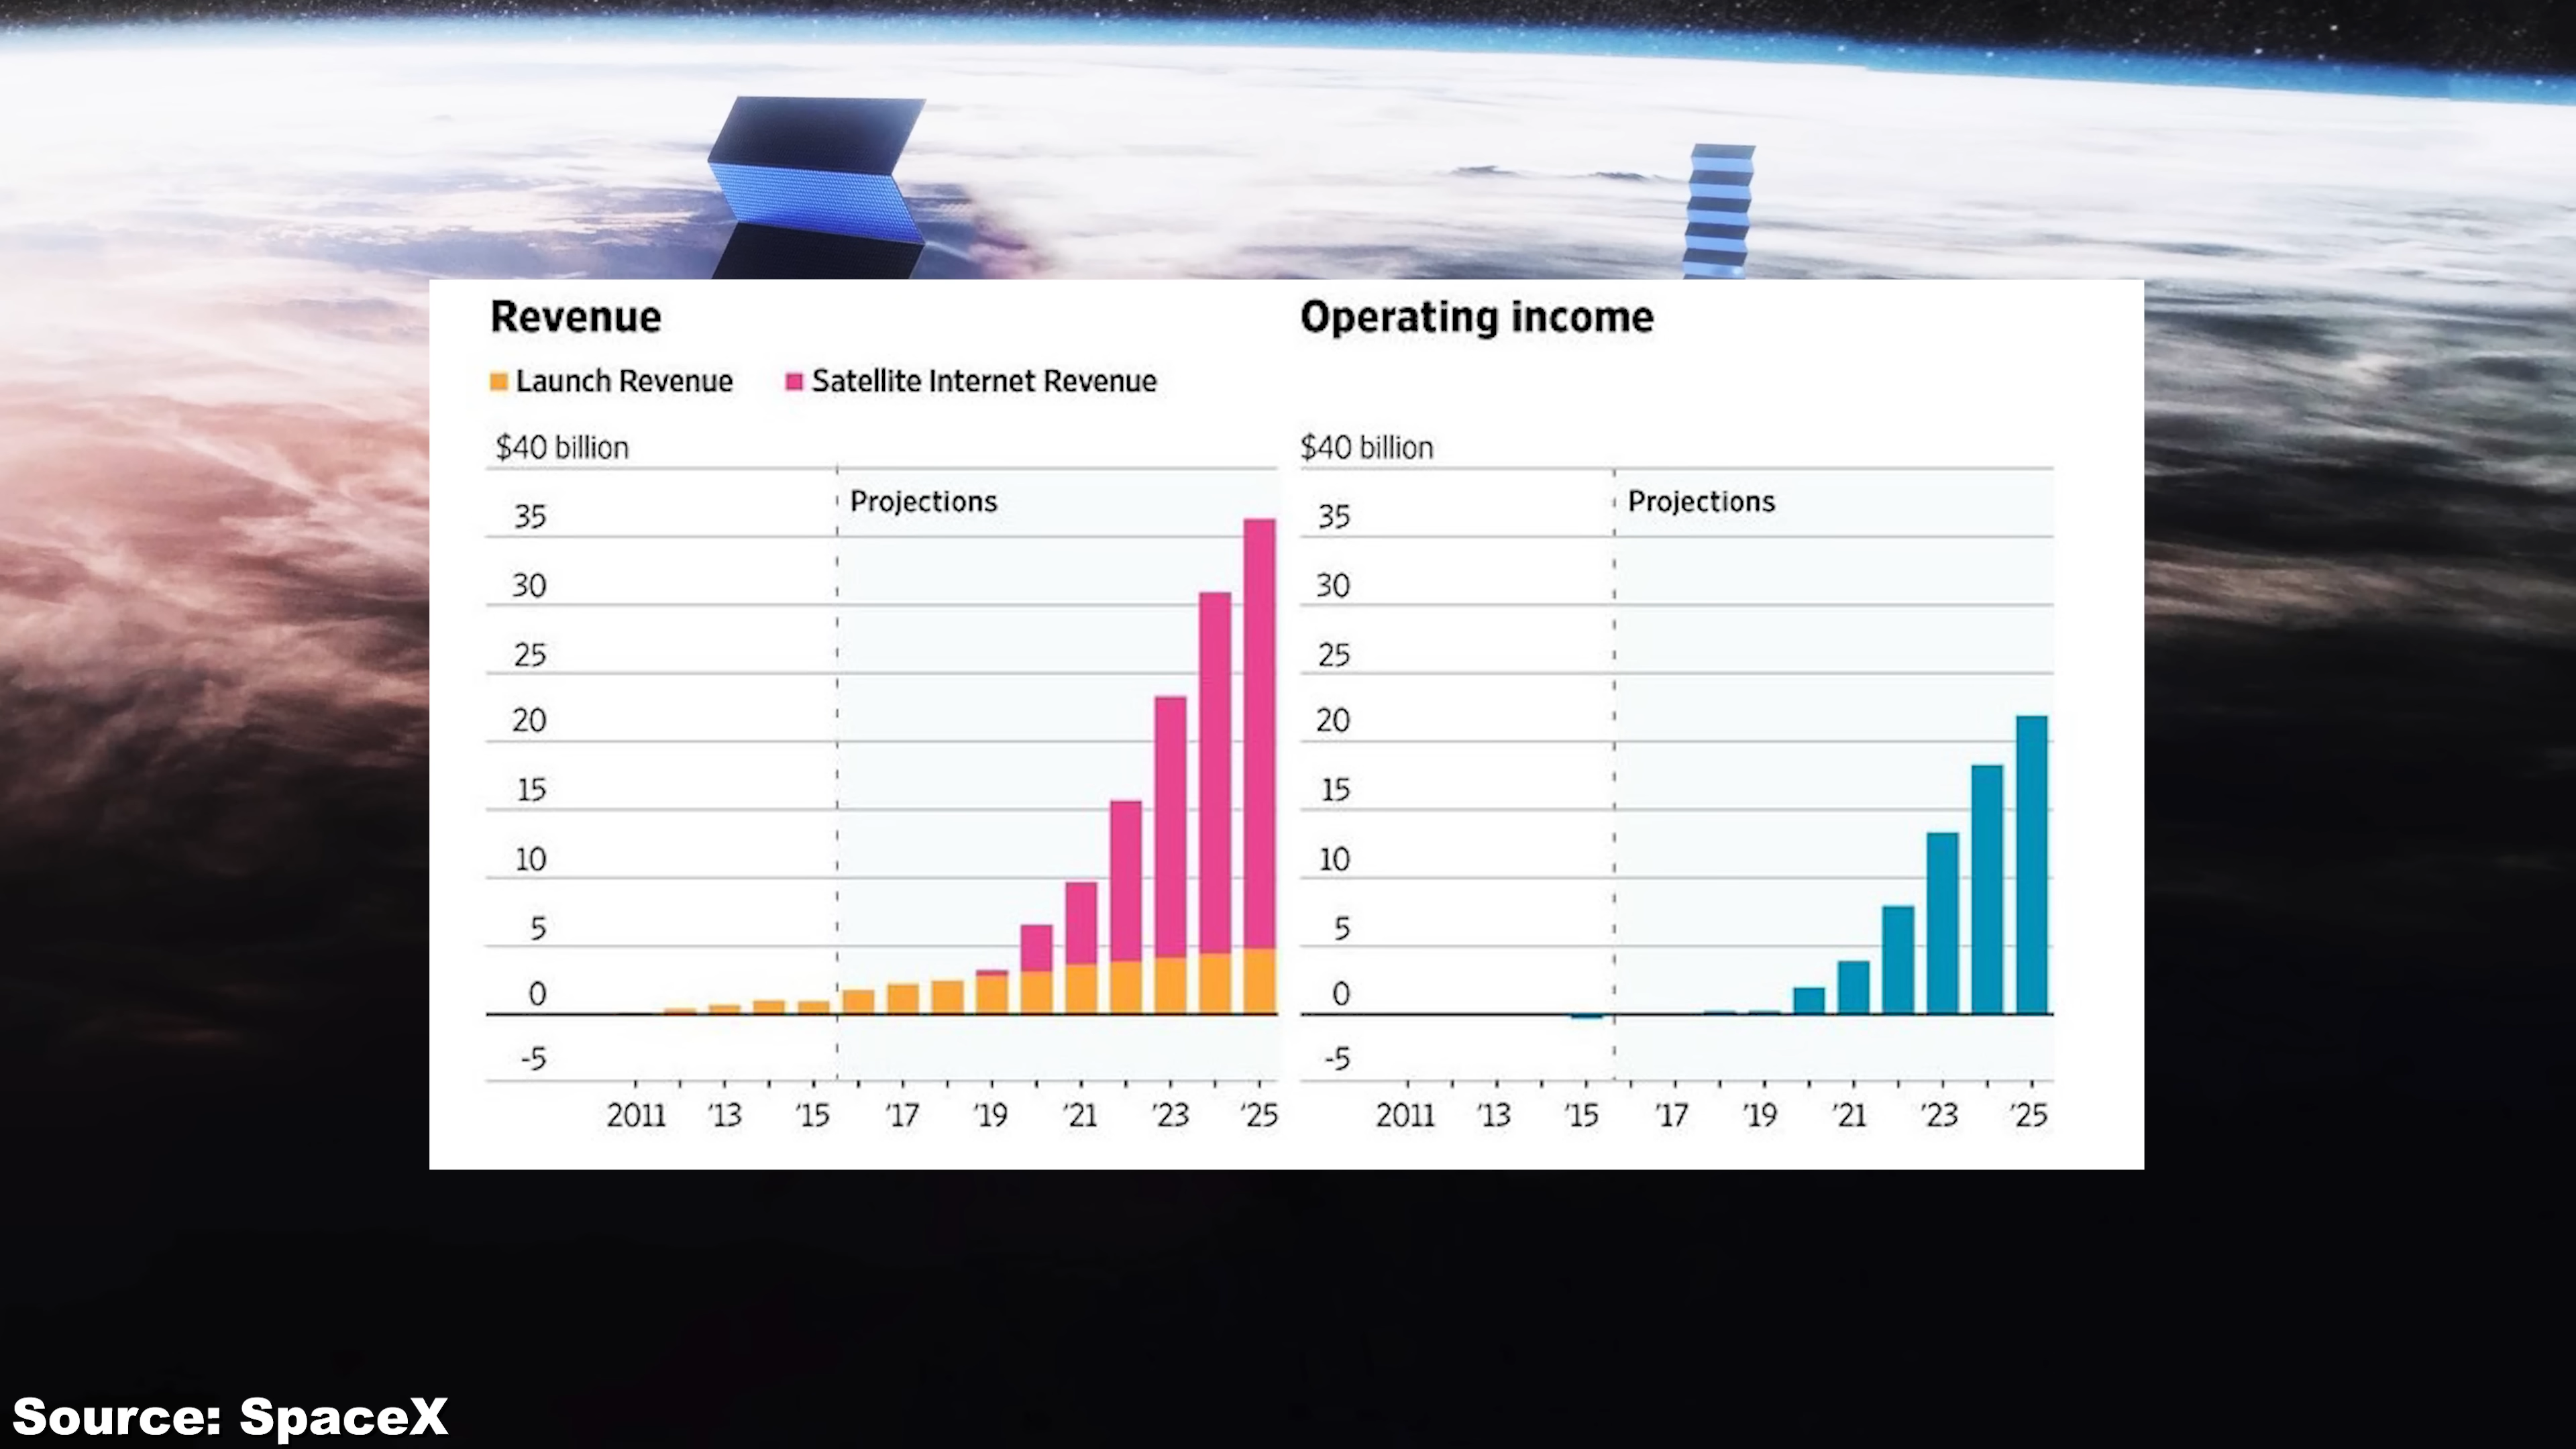 Revenue
Launch Revenue Satellite Internet Revenue
$40 billion
Projections
35
30
25
20
15
10
5
0
-5
2011 '13 '15 '17 '19 '21 '23 '25
Operating income
$40 billion
Projections
35
30
25
20
15
10
5
0
-5
2011 '13 '15 '17 '19 '21 '23 '25
Source: SpaceX